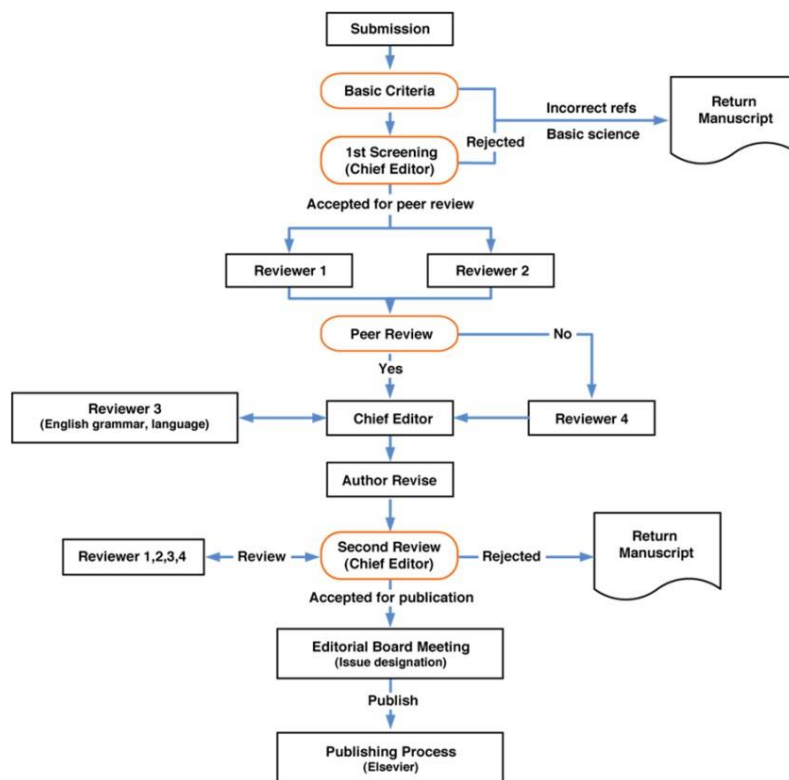 Submission
Basic Criteria
Incorrect refs
Return
Manuscript
Rejected
Basic science
1st Screening
(Chief Editor)
Accepted for peer review
Reviewer 1
Reviewer 2
Peer Review
No
Yes
Reviewer 3
(English grammar, language)
Chief Editor
Reviewer 4
Author Revise
Reviewer 1,2,3,4
Review
Second Review
(Chief Editor)
Rejected
Return
Manuscript
Accepted for publication
Editorial Board Meeting
(Issue designation)
Publish
Publishing Process
(Elsevier)